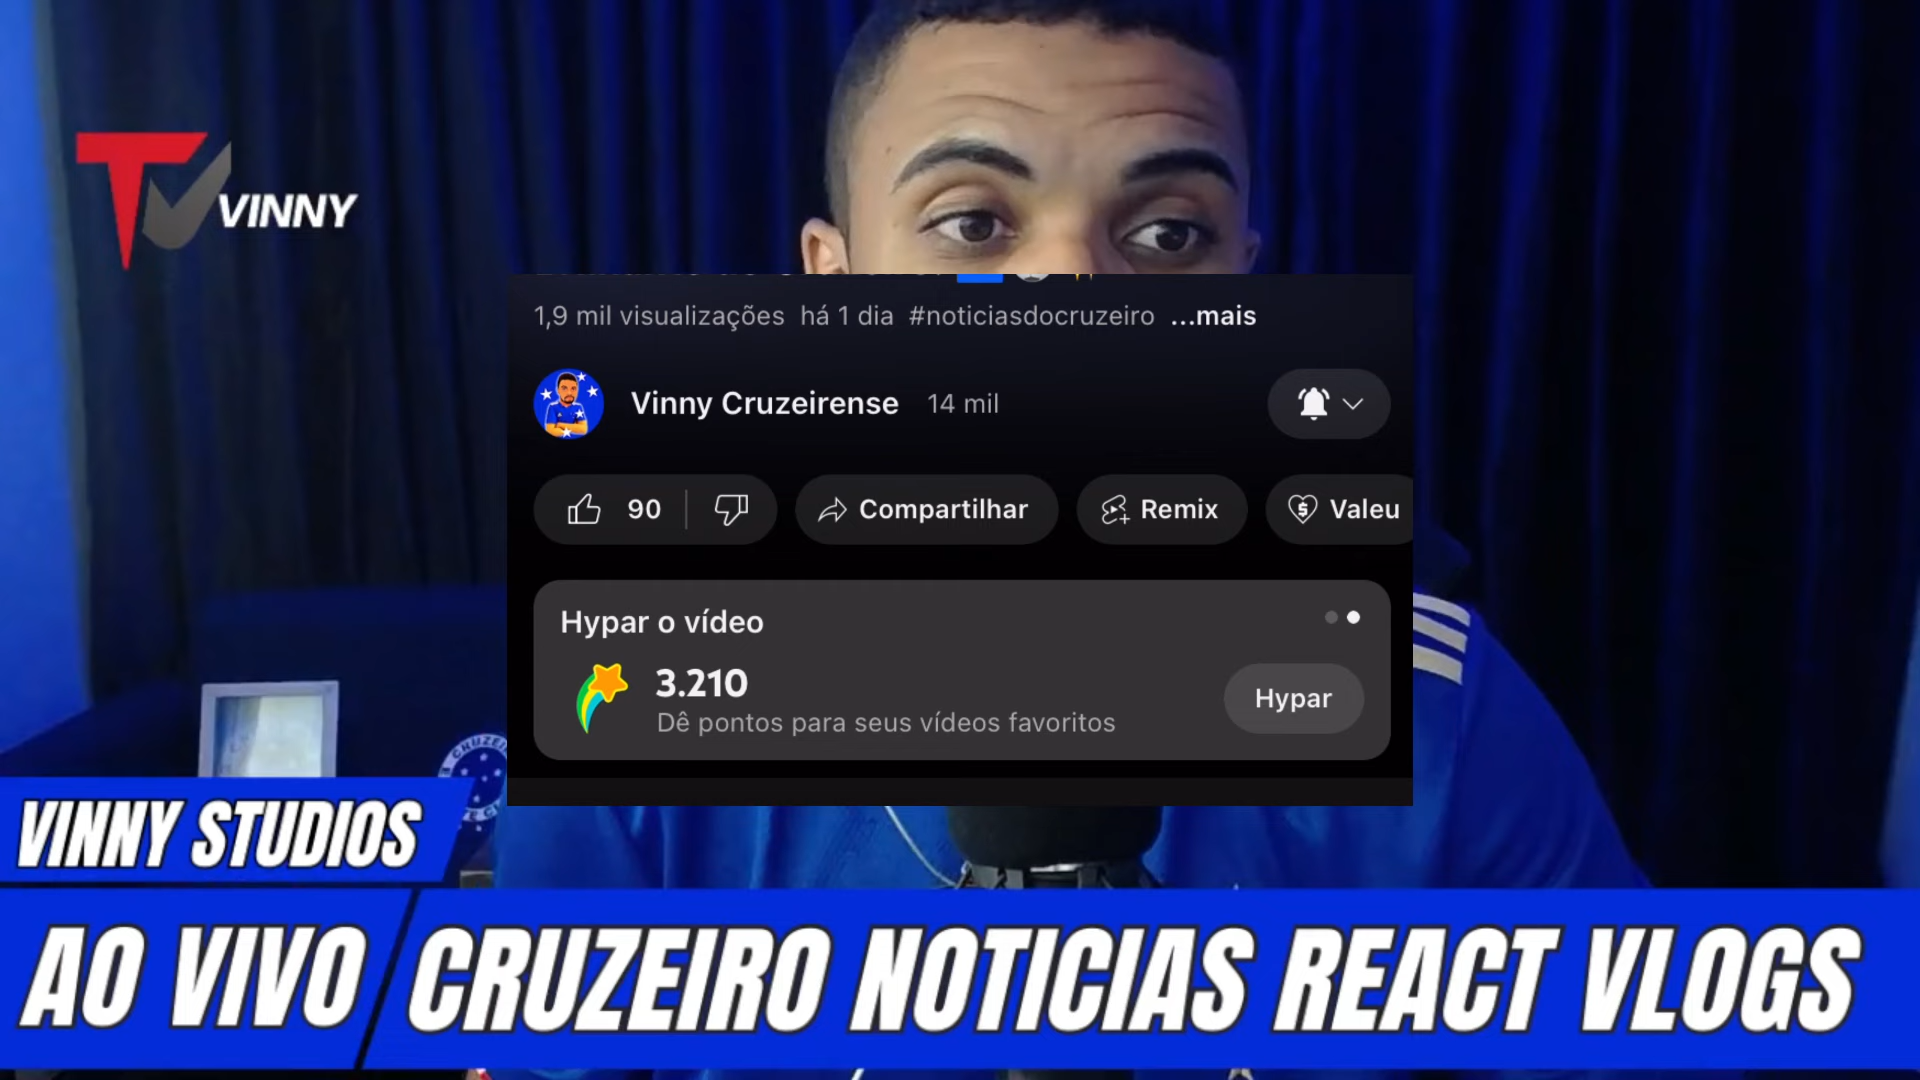 VINNY
1,9 mil visualizações há 1 dia #noticiasdocruzeiro ...mais
Vinny Cruzeirense 14 mil
90
Compartilhar
Remix
Valeu
Hypar o vídeo
3.210
Dê pontos para seus vídeos favoritos
Hypar
CRUZEI
VINNY STUDIOS
AO VIVO CRUZEIRO NOTICIAS REACT VLOGS